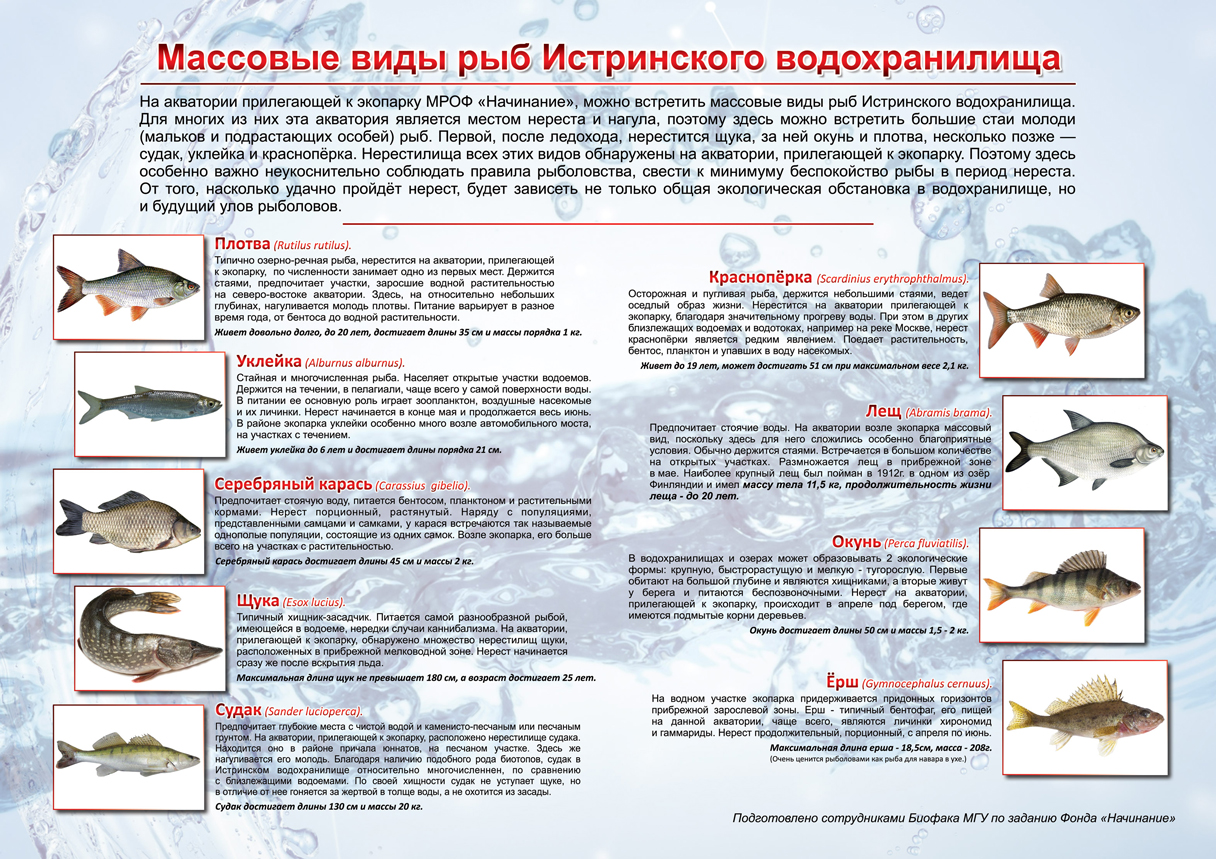 Массовые виды рыб Истринского водохранилища
На акватории прилегающей к экопарку МРОФ «Начинание», можно встретить массовые виды рыб Истринского водохранилища.
Для многих из них эта акватория является местом нереста и нагула, поэтому здесь можно встретить большие стаи молоди
(мальков и подрастающих особей) рыб. Первой, после ледохода, нерестится щука, за ней окунь и плотва, несколько позже —
судак, уклейка и краснопёрка. Нерестилища всех этих видов обнаружены на акватории, прилегающей к экопарку. Поэтому здесь
особенно важно неукоснительно соблюдать правила рыболовства, свести к минимуму беспокойство рыбы в период нереста.
От того, насколько удачно пройдёт нерест, будет зависеть не только общая экологическая обстановка в водохранилище, но
и будущий улов рыболовов.
Плотва (Rutilus rutilus).
Типично озерно-речная рыба, нерестится на акватории, прилегающей
к экопарку, по численности занимает одно из первых мест. Держится
стаями, предпочитает участки, заросшие водной растительностью
на северо-востоке акватории. Здесь, на относительно небольших
глубинах, нагуливается молодь плотвы. Питание варьирует в разное
время года, от бентоса до водной растительности.
Живет довольно долго, до 20 лет, достигает длины 35 см и массы порядка 1 кг.
Уклейка (Alburnus alburnus).
Стайная и многочисленная рыба. Населяет открытые участки водоемов.
Держится на течении, в пелагиали, чаще всего у самой поверхности воды.
В питании ее основную роль играет зоопланктон, воздушные насекомые
и их личинки. Нерест начинается в конце мая и продолжается весь июнь.
В районе экопарка уклейки особенно много возле автомобильного моста,
на участках с течением.
Живет уклейка до 6 лет и достигает длины порядка 21 см.
Серебряный карась (Carassius gibelio).
Предпочитает стоячую воду, питается бентосом, планктоном и растительными
кормами. Нерест порционный, растянутый. Наряду с популяциями,
представленными самцами и самками, у карася встречаются так называемые
однополые популяции, состоящие из одних самок. Возле экопарка, его больше
всего на участках с растительностью.
Серебряный карась достигает длины 45 см и массы 2 кг.
Щука (Esox lucius).
Типичный хищник-засадчик. Питается самой разнообразной рыбой,
имеющейся в водоеме, нередки случаи каннибализма. На акватории,
прилегающей к экопарку, обнаружено множество нерестилищ щуки,
расположенных в прибрежной мелководной зоне. Нерест начинается
сразу же после вскрытия льда.
Максимальная длина щук не превышает 180 см, а возраст достигает 25 лет.
Судак (Sander lucioperca).
Предпочитает глубокие места с чистой водой и каменисто-песчаным или песчаным
грунтом. На акватории, прилегающей к экопарку, расположено нерестилище судака.
Находится оно в районе причала юннатов, на песчаном участке. Здесь же
нагуливается его молодь. Благодаря наличию подобного рода биотопов, судак в
Истринском водохранилище относительно многочисленен, по сравнению
с близлежащими водоемами. По своей хищности судак не уступает щуке, но
в отличие от нее гоняется за жертвой в толще воды, а не охотится из засады.
Судак достигает длины 130 см и массы 20 кг.
Краснопёрка (Scardinius erythrophthalmus).
Осторожная и пугливая рыба, держится небольшими стаями, ведет
оседлый образ жизни. Нерестится на акватории прилегающей к
экопарку, благодаря значительному прогреву воды. При этом в других
близлежащих водоемах и водотоках, например на реке Москве, нерест
краснопёрки является редким явлением. Поедает растительность,
бентос, планктон и упавших в воду насекомых.
Живет до 19 лет, может достигать 51 см при максимальном весе 2,1 кг.
Лещ (Abramis brama).
Предпочитает стоячие воды. На акватории возле экопарка массовый
вид, поскольку здесь для него сложились особенно благоприятные
условия. Обычно держится стаями. Встречается в большом количестве
на открытых участках. Размножается лещ в прибрежной зоне
в мае. Наиболее крупный лещ был пойман в 1912г. в одном из озёр
Финляндии и имел массу тела 11,5 кг, продолжительность жизни
леща - до 20 лет.
Окунь (Perca fluviatilis).
В водохранилищах и озерах может образовывать 2 экологические
формы: крупную, быстрорастущую и мелкую - тугорослую. Первые
обитают на большой глубине и являются хищниками, а вторые живут
у берега и питаются беспозвоночными. Нерест на акватории,
прилегающей к экопарку, происходит в апреле под берегом, где
имеются подмытые корни деревьев.
Окунь достигает длины 50 см и массы 1,5 - 2 кг.
Ёрш (Gymnocephalus cernuus).
На водном участке экопарка придерживается придонных горизонтов
прибрежной зарослевой зоны. Ерш - типичный бентофаг, его пищей
на данной акватории, чаще всего, являются личинки хирономид
и гаммариды. Нерест продолжительный, порционный, с апреля по июнь.
Максимальная длина ерша - 18,5см, масса - 208г.
(Очень ценится рыболовами как рыба для навара в ухе.)
Подготовлено сотрудниками Биофака МГУ по заданию Фонда «Начинание»